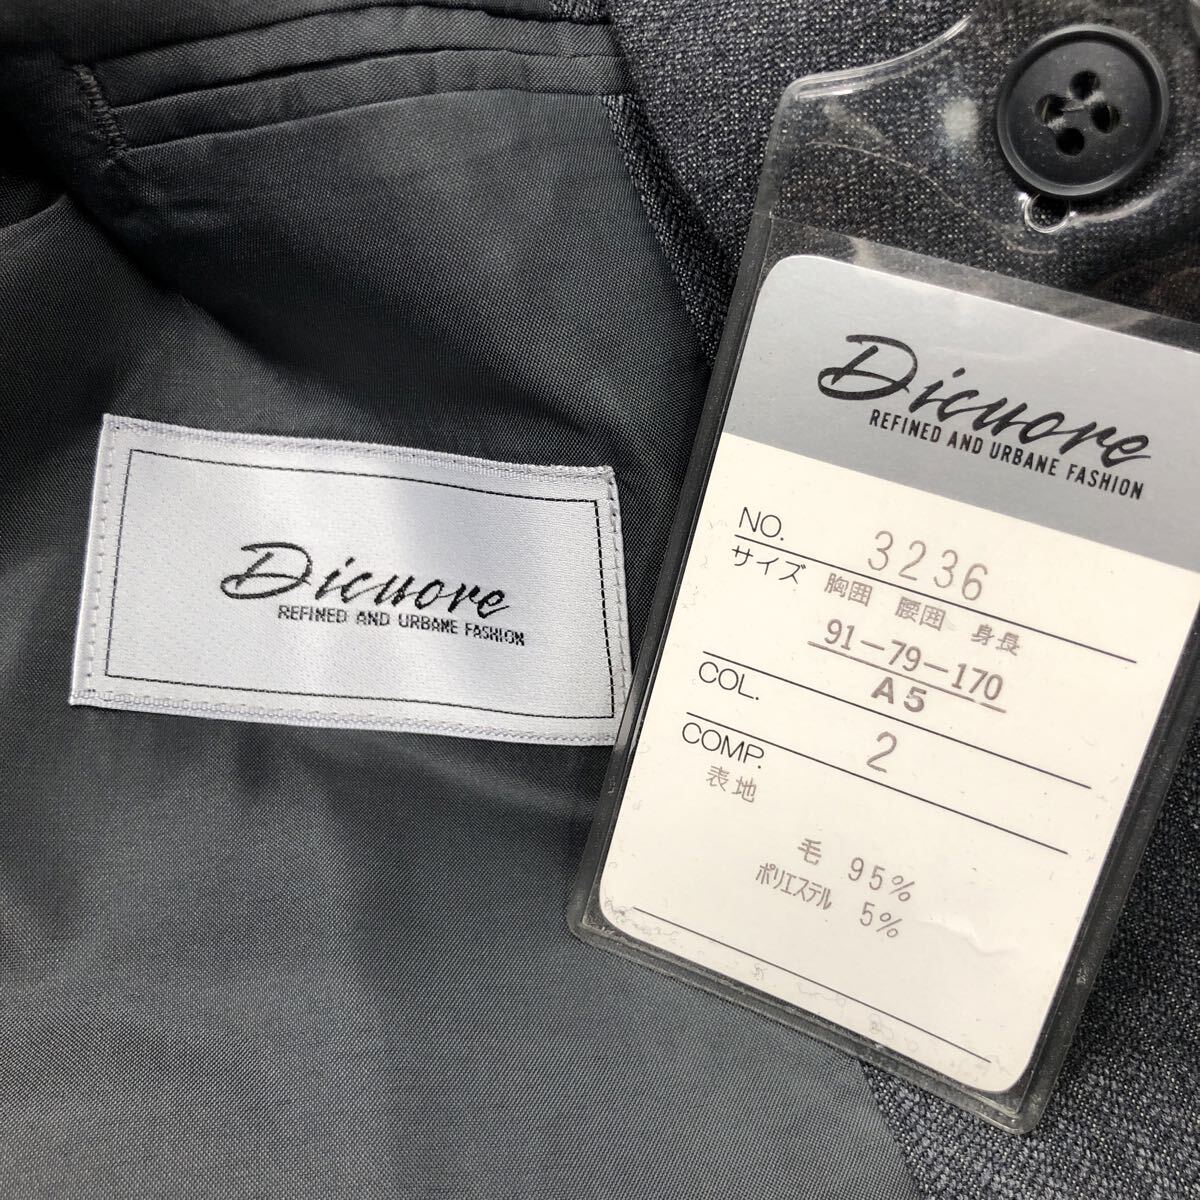 Dicuore
REFINED AND URBANE FASHION
Dicuore
REFINED AND URBANE FASHION
NO. 3236
サイズ 胸囲 腰囲 身長
91-79-170
A5
COL. 2
COMP.
表地
毛 95%
ポリエステル 5%